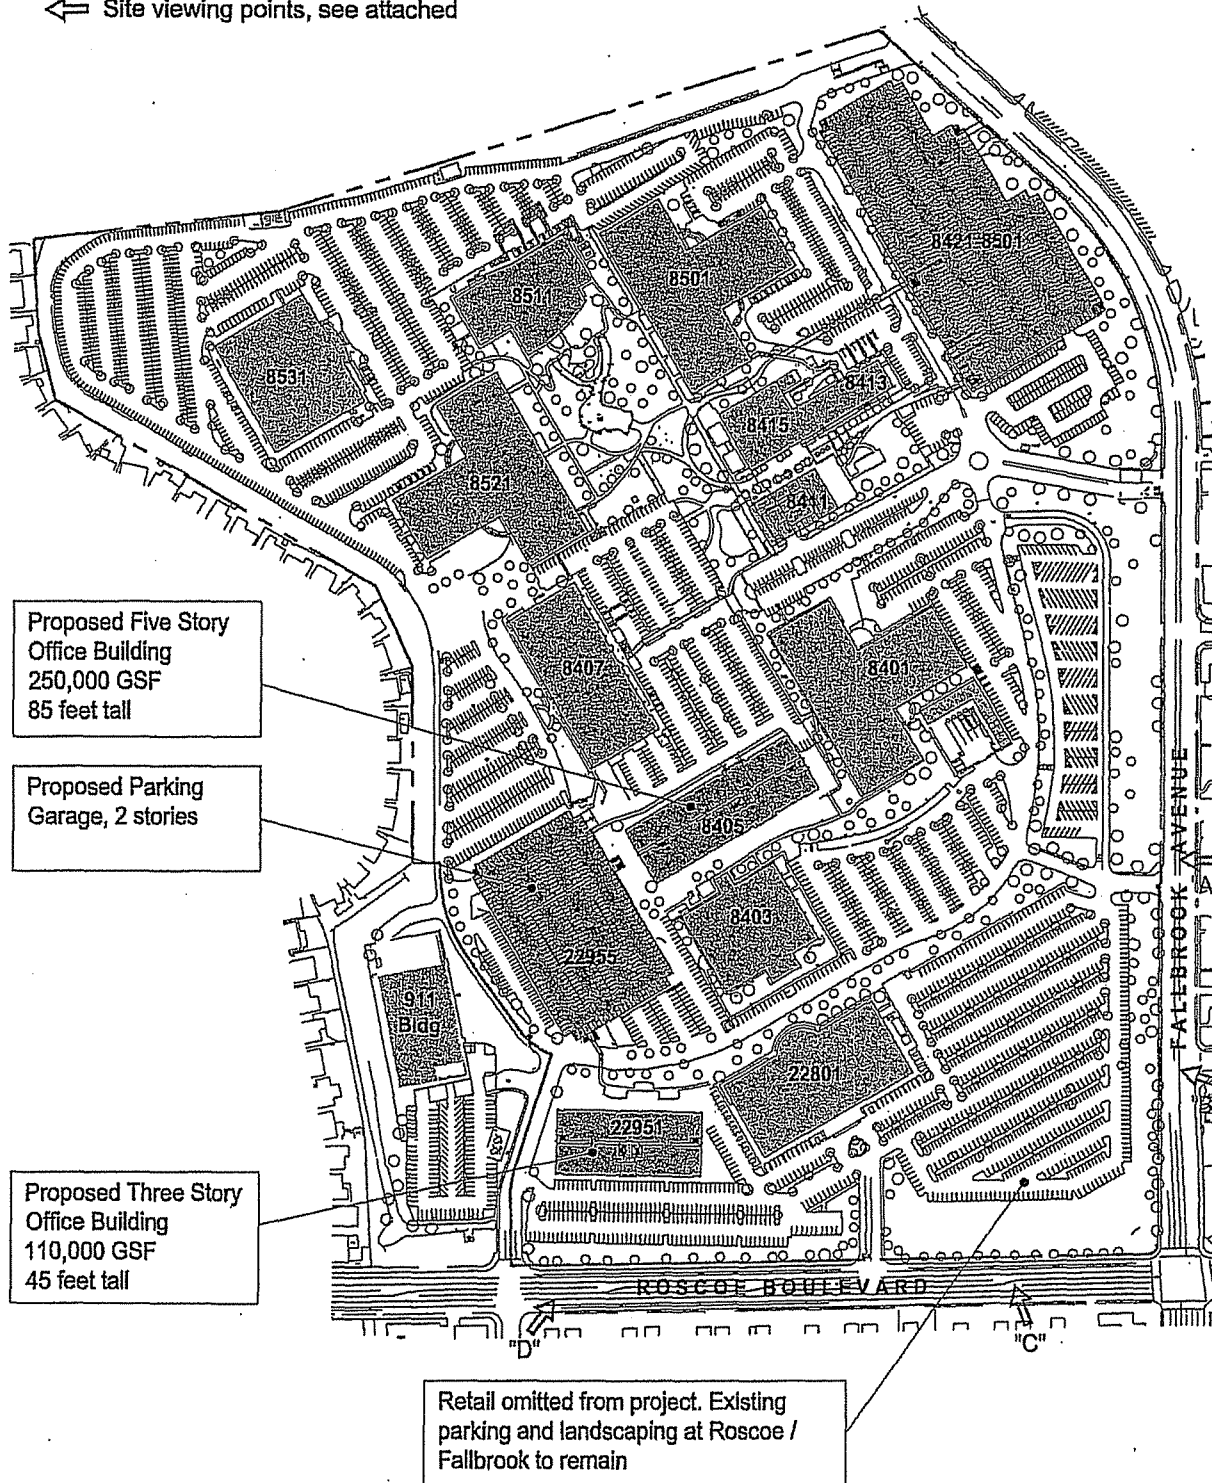 Site viewing points, see attached
8421-8501
8501
8511
8531
8413
8415
8521
8411
Proposed Five Story
Office Building
250,000 GSF
85 feet tall
8407
8401
Proposed Parking
Garage, 2 stories
8405
FALLBROOK AVENUE
A
8403
22955
911
Bldg
22801
22951
Proposed Three Story
Office Building
110,000 GSF
45 feet tall
ROSCOE BOULEVARD
"D"
"C"
Retail omitted from project. Existing
parking and landscaping at Roscoe /
Fallbrook to remain